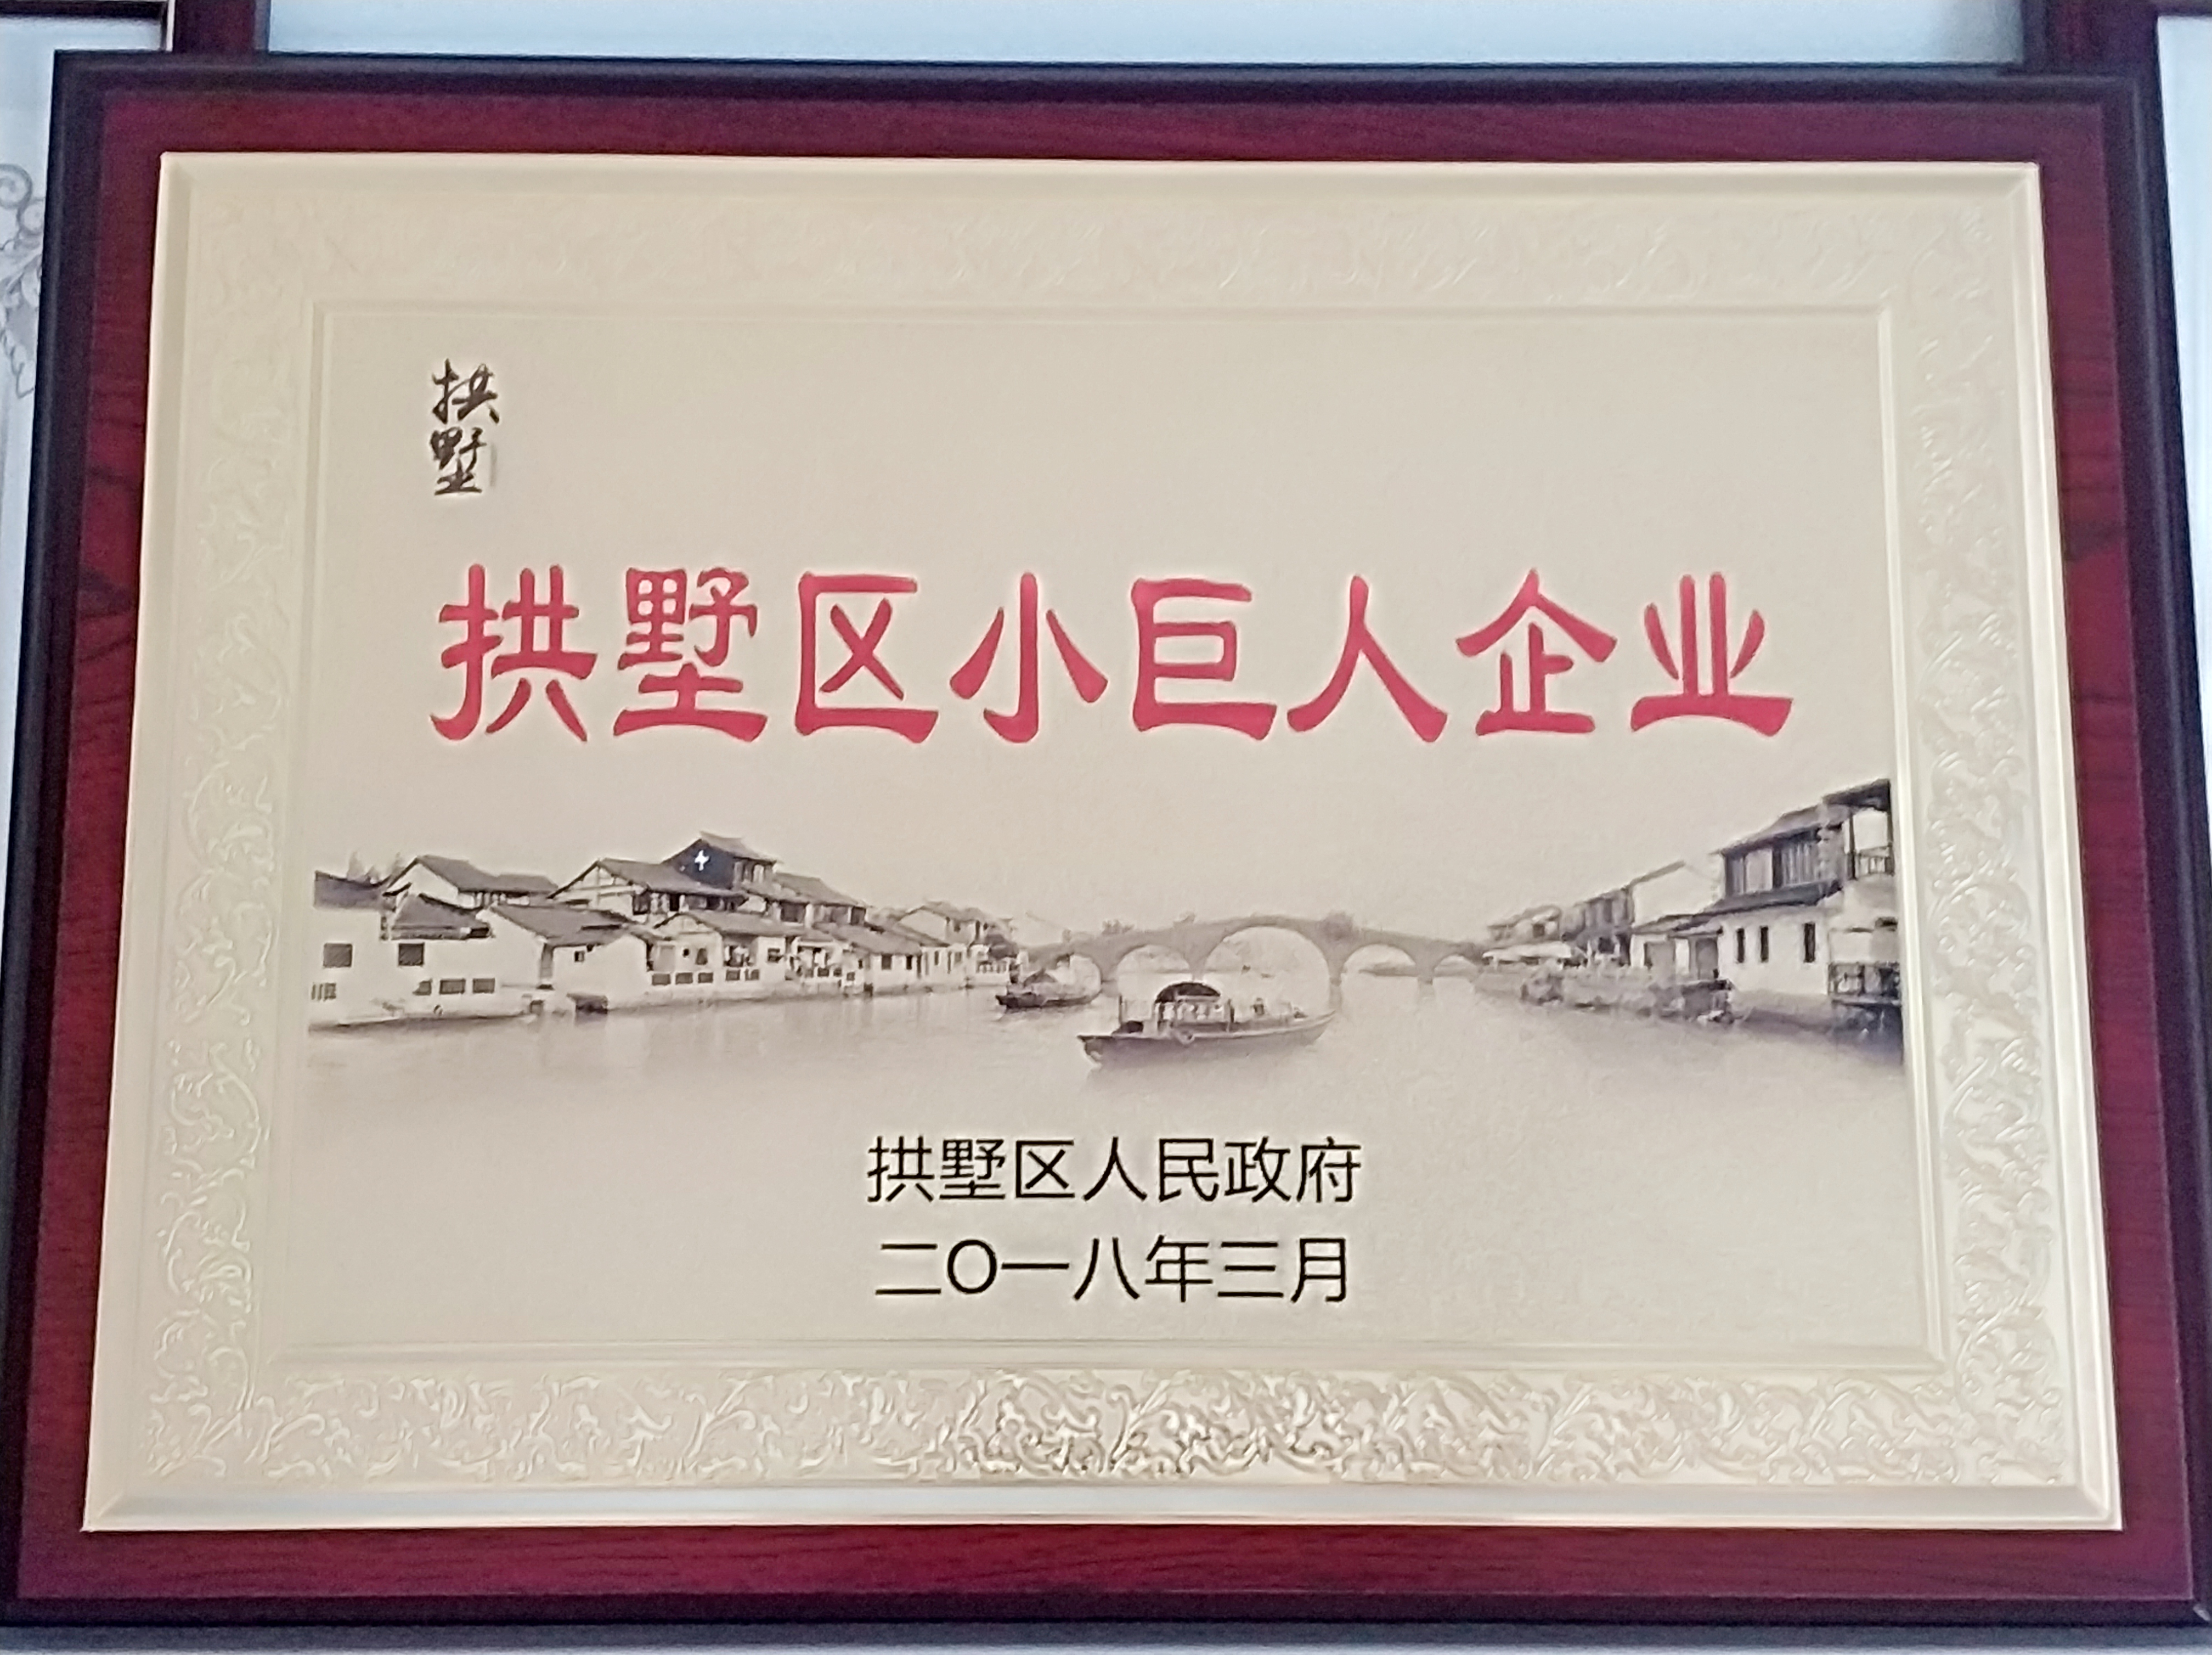 拱墅
拱墅区小巨人企业
拱墅区人民政府
二〇一八年三月